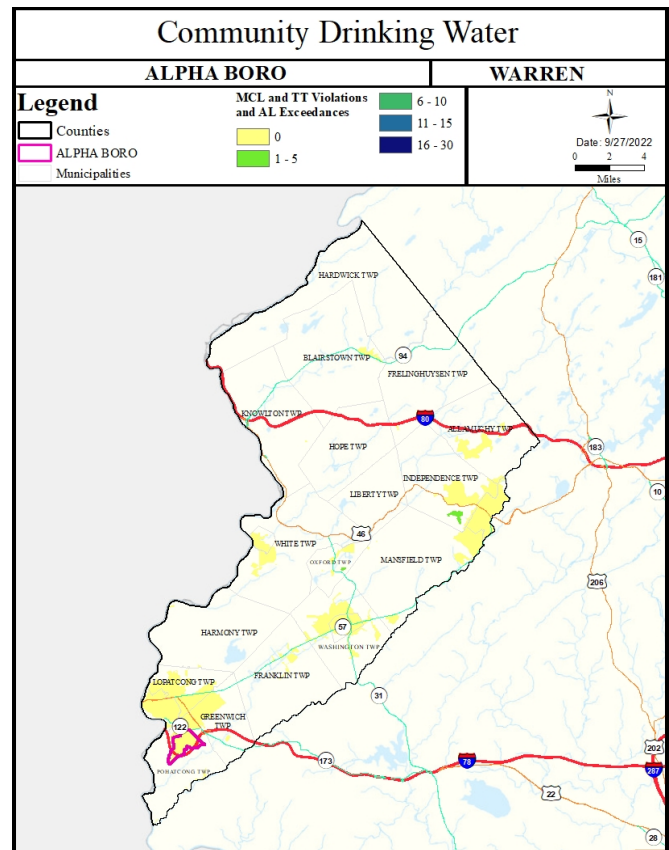 Community Drinking Water
ALPHA BORO
WARREN
Legend
Counties
ALPHA BORO
Municipalities
MCL and TT Violations
and AL Exceedances
0
1 - 5
6 - 10
11 - 15
16 - 30
N
Date: 9/27/2022
0 2 4
Miles
15
181
HARDWICK TWP
94
BLAIRSTOWN TWP
FRELINGHUYSEN TWP
KNOWLTON TWP
80
ALLAMUCHY TWP
HOPE TWP
183
INDEPENDENCE TWP
10
LIBERTY TWP
46
WHITE TWP
OXFORD TWP
MANSFIELD TWP
206
57
HARMONY TWP
WASHINGTON TWP
FRANKLIN TWP
LOPATCONG TWP
31
GREENWICH
TWP
122
202
173
78
POHATCONG TWP
287
22
28